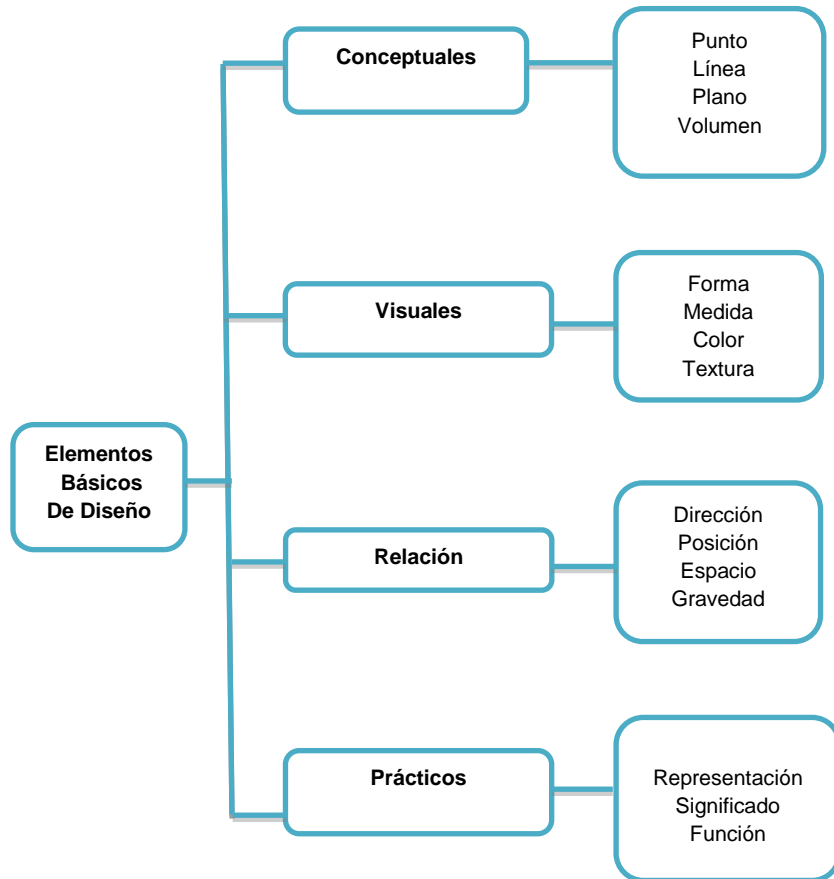 Elementos
Básicos
De Diseño
Conceptuales
Punto
Línea
Plano
Volumen
Visuales
Forma
Medida
Color
Textura
Relación
Dirección
Posición
Espacio
Gravedad
Prácticos
Representación
Significado
Función